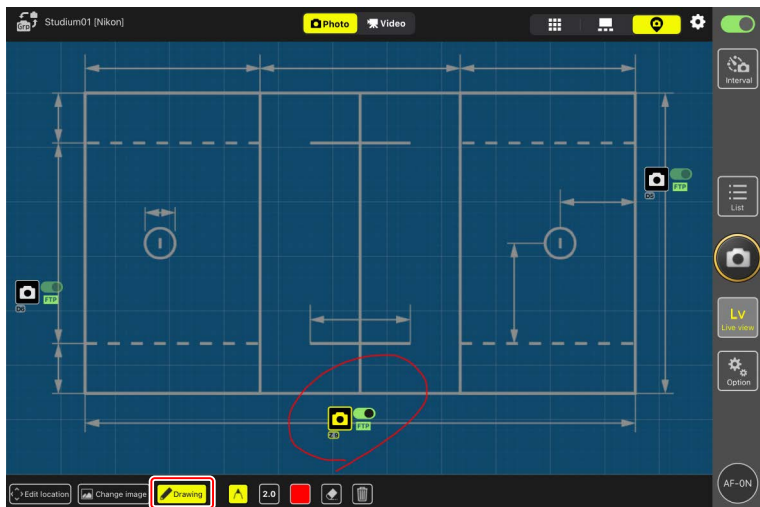 Grp Studium01 [Nikon]
Photo Video
Interval
FTP
List
FTP
Lv
Live view
Option
FTP
Edit location Change image Drawing 2.0
AF-ON